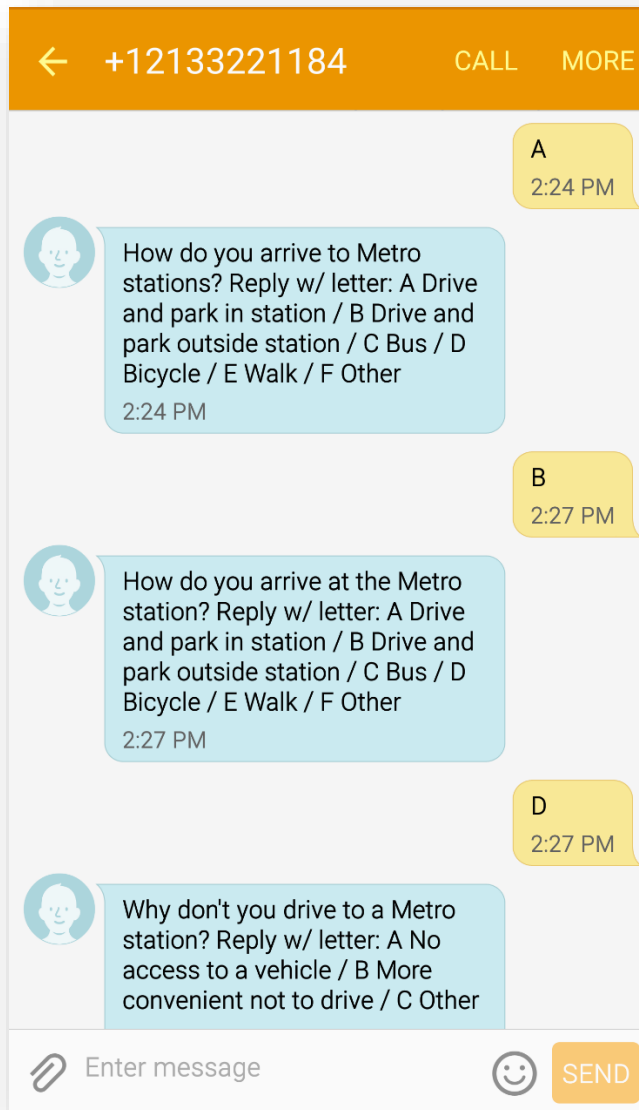 +12133221184 CALL MORE
A
2:24 PM
How do you arrive to Metro
stations? Reply w/ letter: A Drive
and park in station / B Drive and
park outside station / C Bus / D
Bicycle / E Walk / F Other
2:24 PM
B
2:27 PM
How do you arrive at the Metro
station? Reply w/ letter: A Drive
and park in station / B Drive and
park outside station / C Bus / D
Bicycle / E Walk / F Other
2:27 PM
D
2:27 PM
Why don't you drive to a Metro
station? Reply w/ letter: A No
access to a vehicle / B More
convenient not to drive / C Other
Enter message SEND